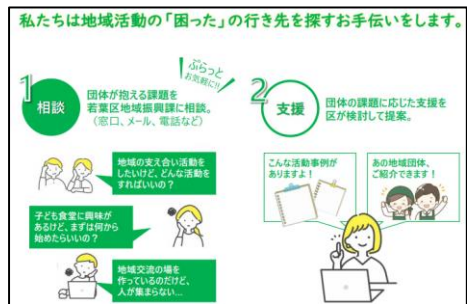 私たちは地域活動の「困った」の行き先を探すお手伝いをします。
ぷらっと
お気軽に!!
1
相談
団体が抱える課題を
若葉区地域振興課に相談。
(窓口、メール、電話など)
地域の支え合い活動を
したいけど、どんな活動を
すればいいの?
子ども食堂に興味が
あるけど、まずは何から
始めたらいいの?
地域交流の場を
作っているのだけど、
人が集まらない…
2
支援
団体の課題に応じた支援を
区が検討して提案。
こんな活動事例が
ありますよ!
あの地域団体、
ご紹介できます!